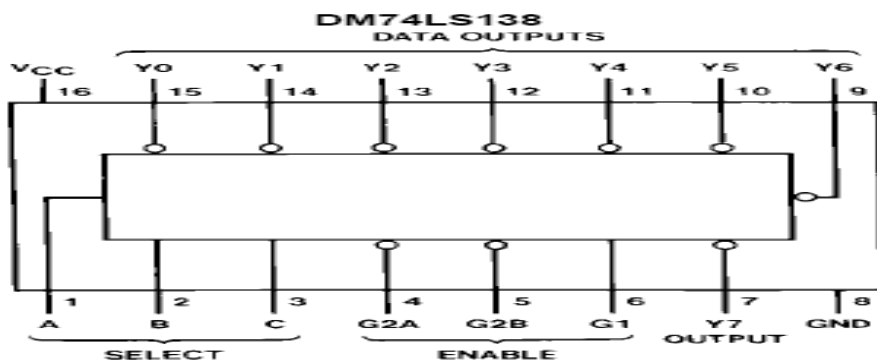 DM74LS138
DATA OUTPUTS
VCC Y0 Y1 Y2 Y3 Y4 Y5 Y6
16 15 14 13 12 11 10 9
1 2 3 4 5 6 7 8
A B C G2A G2B G1 Y7 GND
OUTPUT
SELECT ENABLE